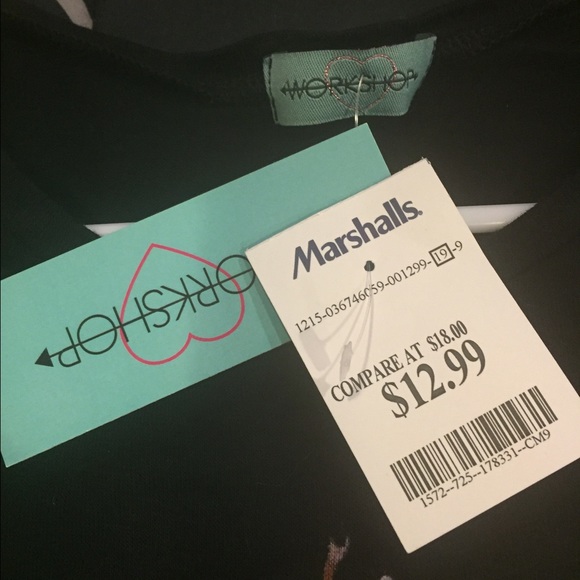 WORKSHOP
WORKSHOP
Marshalls.
1215-036746059-001299-19-9
COMPARE AT $18.00
$12.99
1572--725--178331--CM9